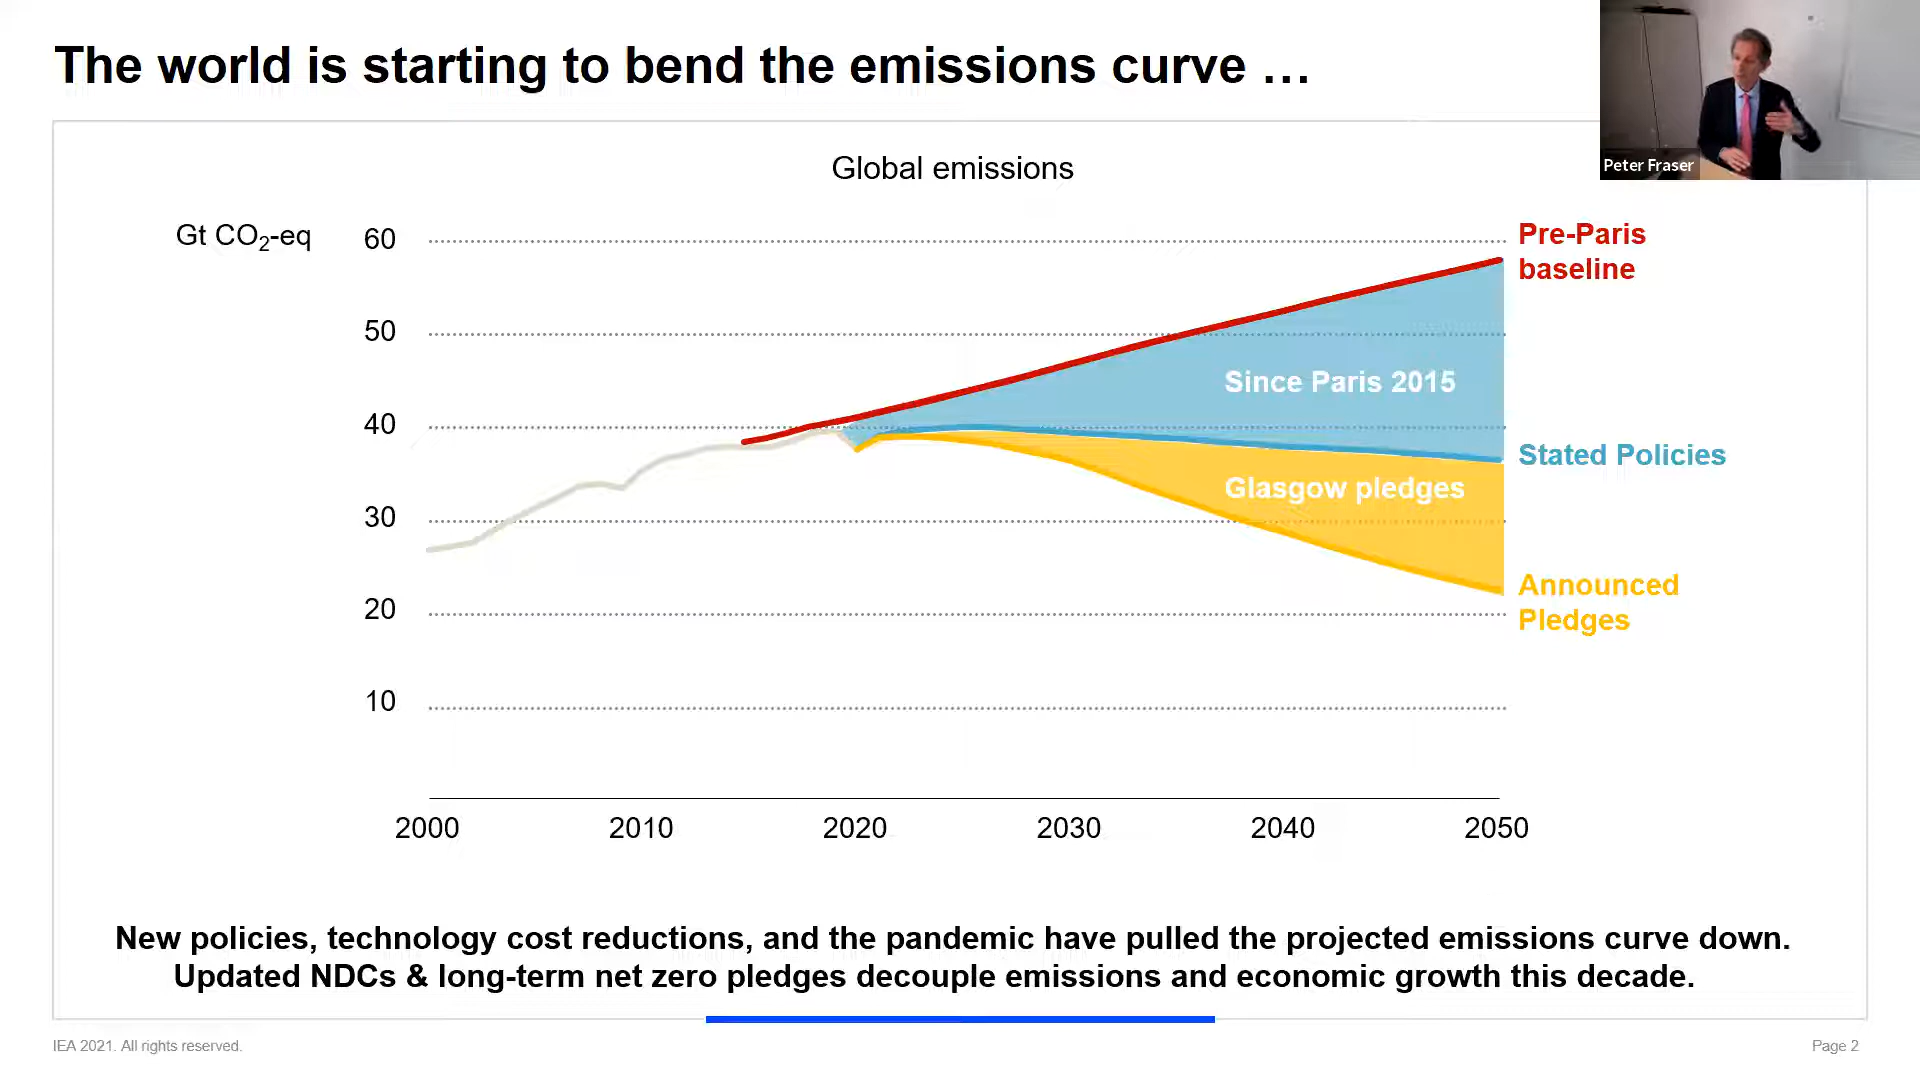 The world is starting to bend the emissions curve …
Peter Fraser
Global emissions
Gt CO2-eq
60
50
40
30
20
10
Pre-Paris
baseline
Since Paris 2015
Stated Policies
Glasgow pledges
Announced
Pledges
2000 2010 2020 2030 2040 2050
New policies, technology cost reductions, and the pandemic have pulled the projected emissions curve down.
Updated NDCs & long-term net zero pledges decouple emissions and economic growth this decade.
IEA 2021. All rights reserved.
Page 2